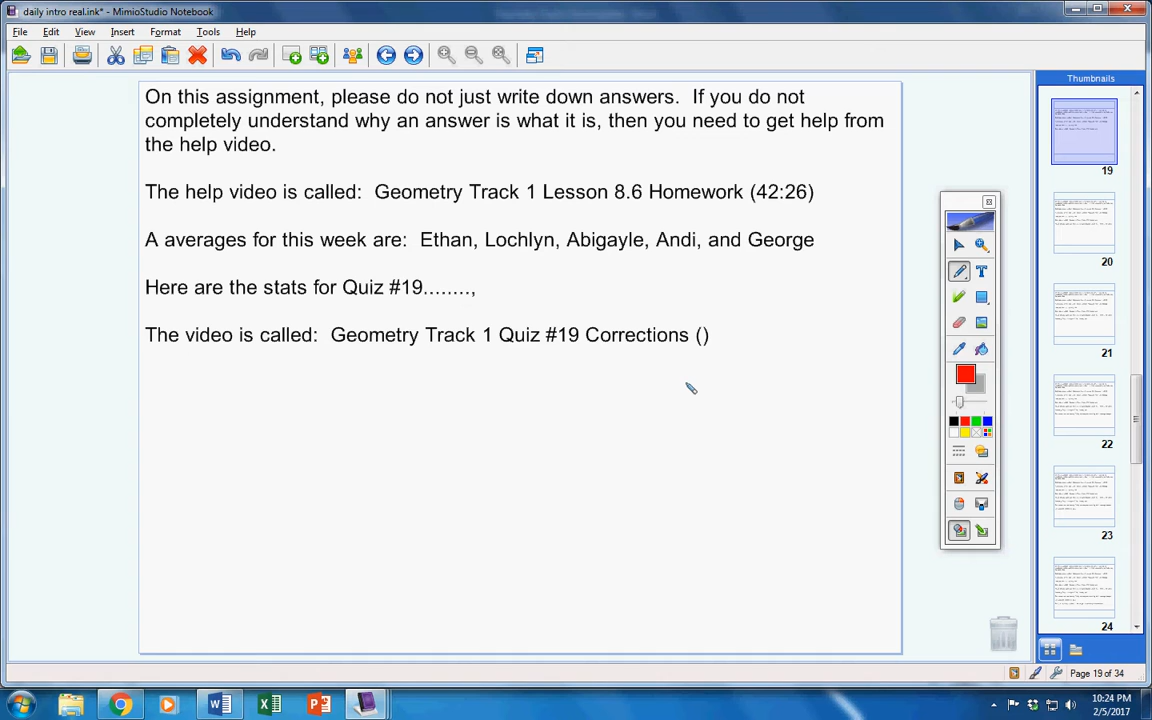 daily intro real.ink* - MimioStudio Notebook
File Edit View Insert Format Tools Help
On this assignment, please do not just write down answers.  If you do not
completely understand why an answer is what it is, then you need to get help from
the help video.
The help video is called:  Geometry Track 1 Lesson 8.6 Homework (42:26)
A averages for this week are:  Ethan, Lochlyn, Abigayle, Andi, and George
Here are the stats for Quiz #19........,
The video is called:  Geometry Track 1 Quiz #19 Corrections ()
Thumbnails
19
20
21
22
23
24
Page 19 of 34
10:24 PM
2/5/2017